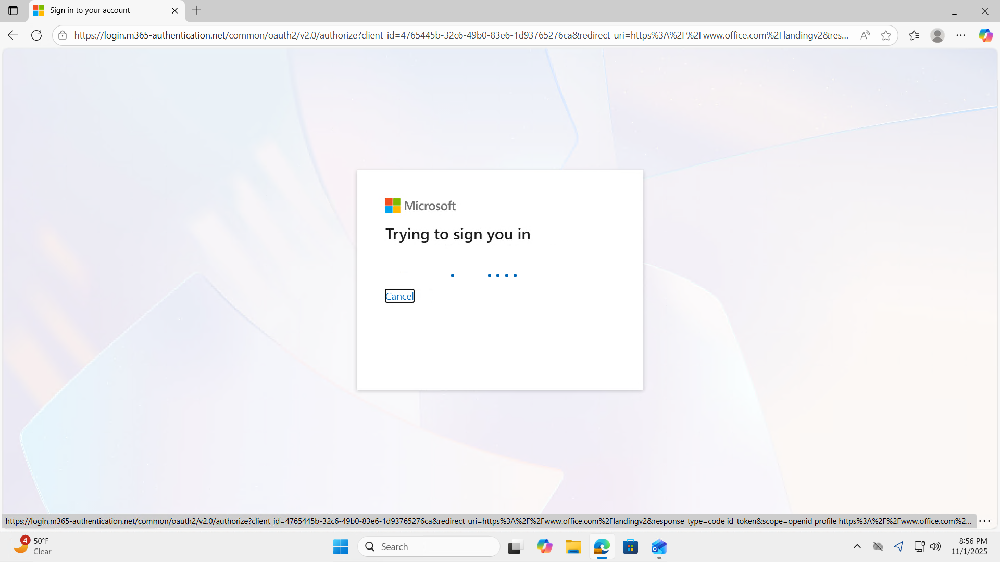 Sign in to your account
https://login.m365-authentication.net/common/oauth2/v2.0/authorize?client_id=4765445b-32c6-49b0-83e6-1d93765276ca&redirect_uri=https%3A%2F%2Fwww.office.com%2Flandingv2&res...
Microsoft
Trying to sign you in
Cancel
https://login.m365-authentication.net/common/oauth2/v2.0/authorize?client_id=4765445b-32c6-49b0-83e6-1d93765276ca&redirect_uri=https%3A%2F%2Fwww.office.com%2Flandingv2&response_type=code id_token&scope=openid profile https%3A%2F%2Fwww.office.com%2...
4
50°F
Clear
Search
8:56 PM
11/1/2025